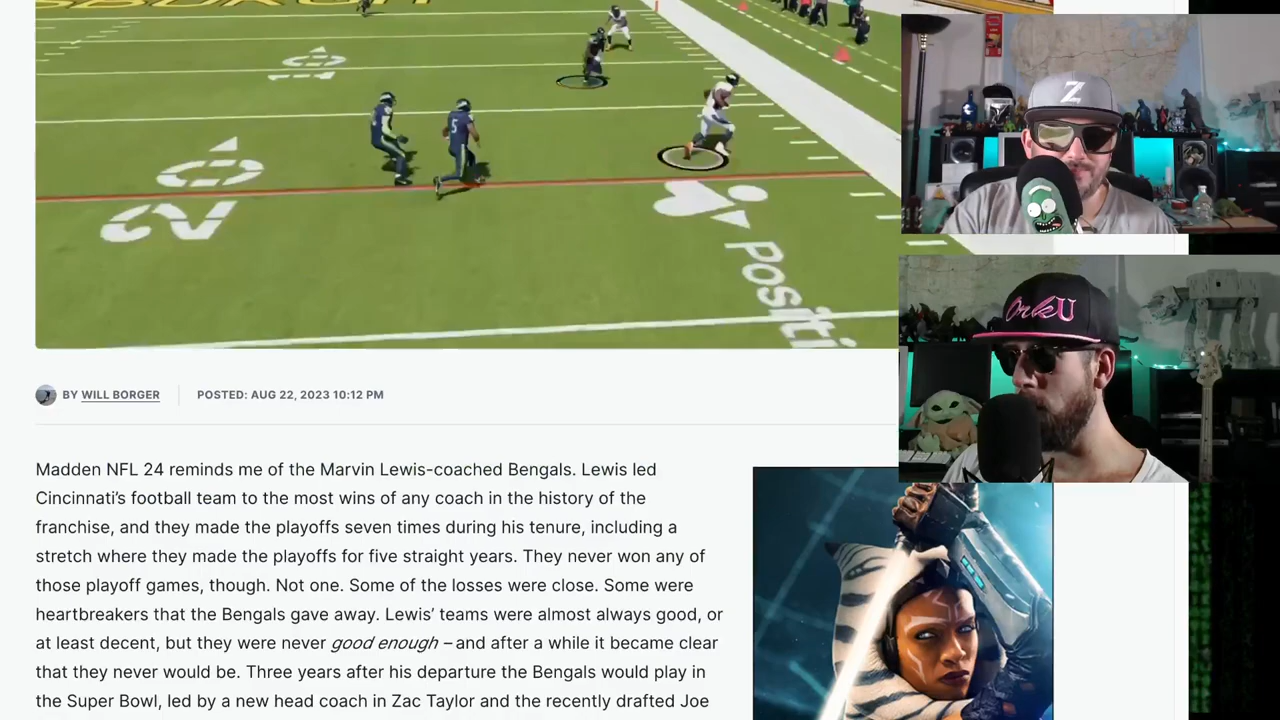 Positi
Z
OrkU
5
BY WILL BORGER
POSTED: AUG 22, 2023 10:12 PM
Madden NFL 24 reminds me of the Marvin Lewis-coached Bengals. Lewis led
Cincinnati's football team to the most wins of any coach in the history of the
franchise, and they made the playoffs seven times during his tenure, including a
stretch where they made the playoffs for five straight years. They never won any of
those playoff games, though. Not one. Some of the losses were close. Some were
heartbreakers that the Bengals gave away. Lewis' teams were almost always good, or
at least decent, but they were never good enough – and after a while it became clear
that they never would be. Three years after his departure the Bengals would play in
the Super Bowl, led by a new head coach in Zac Taylor and the recently drafted Joe